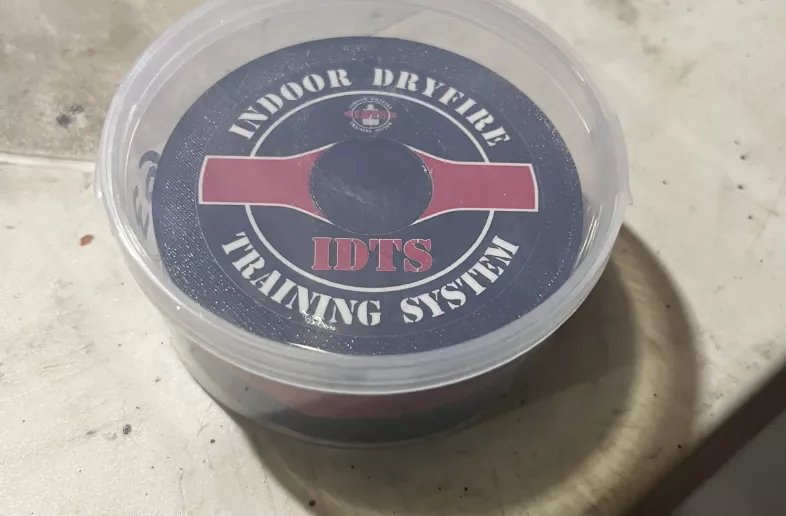 INDOOR DRYFIRE
IDTS
TRAINING SYSTEM